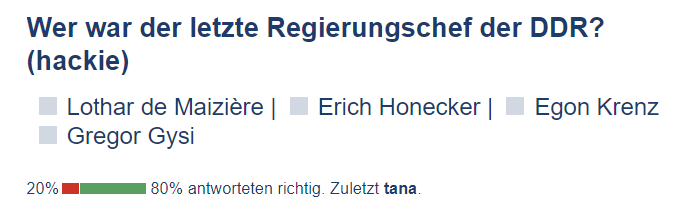 Wer war der letzte Regierungschef der DDR?
(hackie)
Lothar de Maizière | Erich Honecker | Egon Krenz
Gregor Gysi
20% 80% antworteten richtig. Zuletzt tana.